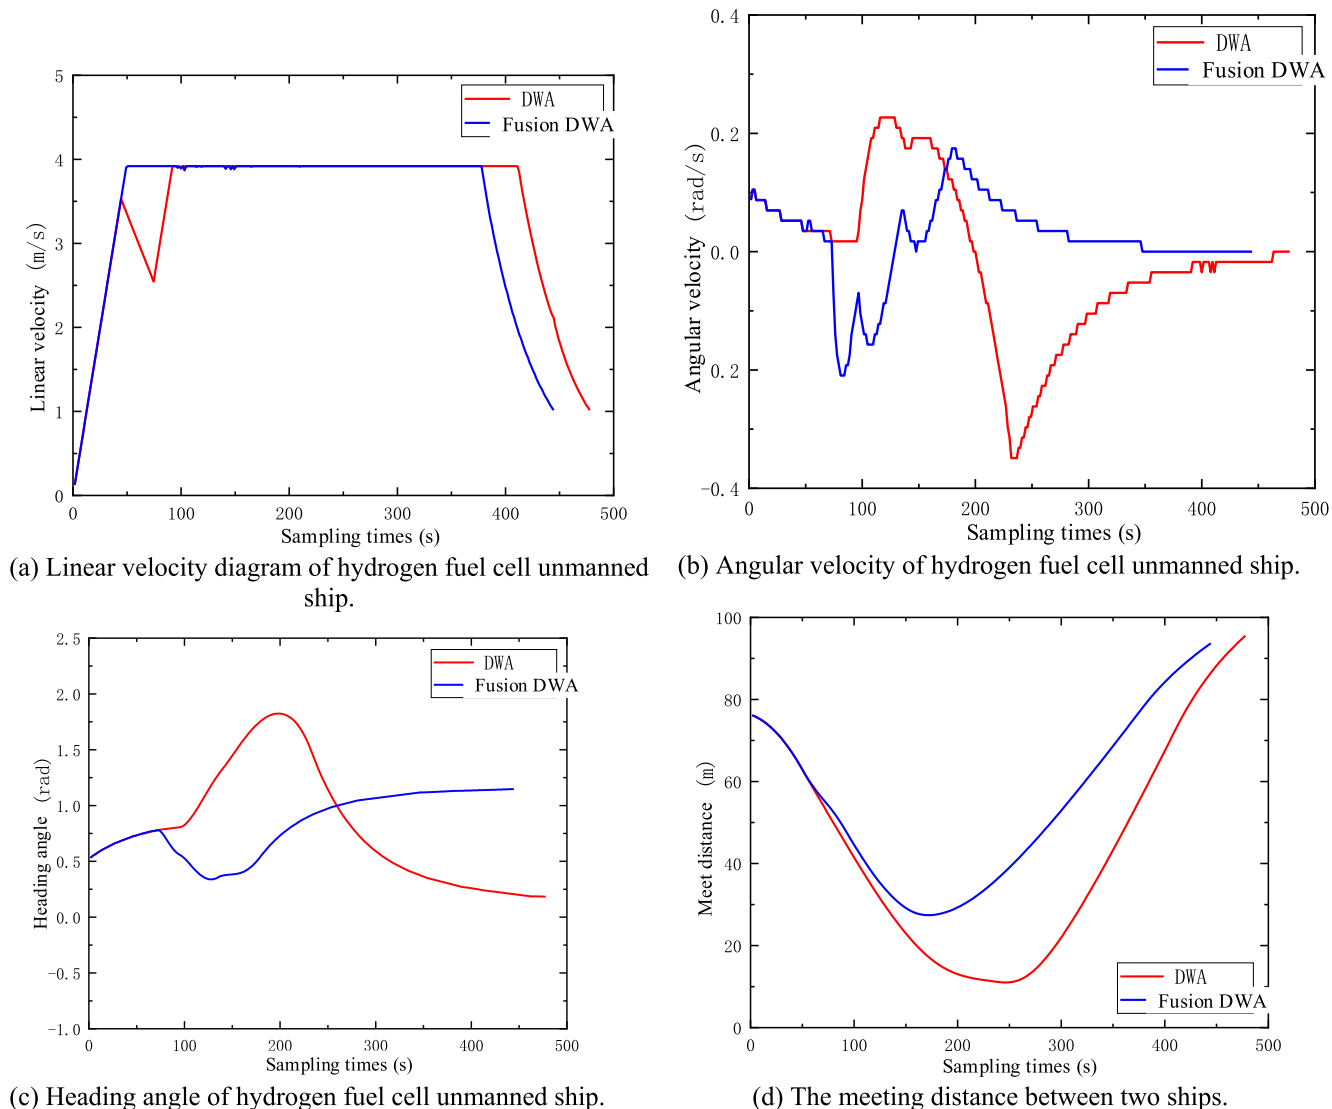 5
4
3
2
1
0
0
100
200
300
400
500
Linear velocity (m/s)
Sampling times (s)
DWA
Fusion DWA
(a) Linear velocity diagram of hydrogen fuel cell unmanned
ship.
0.4
0.2
0.0
0.2
-0.4
0
100
200
300
400
500
Angular velocity (rad/s)
Sampling times (s)
DWA
Fusion DWA
(b) Angular velocity of hydrogen fuel cell unmanned ship.
2.5
2.0
1.5
1.0
0.5
0.0
-0.5
-1.0
0
100
200
300
400
500
Heading angle (rad)
Sampling times (s)
DWA
Fusion DWA
(c) Heading angle of hydrogen fuel cell unmanned ship.
100
80
60
40
20
0
0
100
200
300
400
500
Meet distance (m)
Sampling times (s)
DWA
Fusion DWA
(d) The meeting distance between two ships.